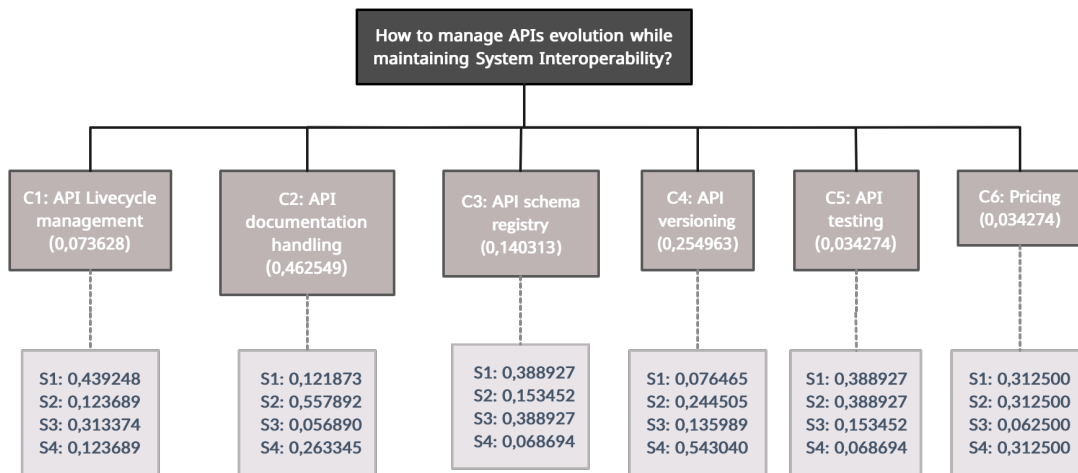 How to manage APIs evolution while
maintaining System Interoperability?
C1: API Livecycle
management
(0,073628)
C2: API
documentation
handling
(0,462549)
C3: API schema
registry
(0,140313)
C4: API
versioning
(0,254963)
C5: API
testing
(0,034274)
C6: Pricing
(0,034274)
S1: 0,439248
S2: 0,123689
S3: 0,313374
S4: 0,123689
S1: 0,121873
S2: 0,557892
S3: 0,056890
S4: 0,263345
S1: 0,388927
S2: 0,153452
S3: 0,388927
S4: 0,068694
S1: 0,076465
S2: 0,244505
S3: 0,135989
S4: 0,543040
S1: 0,388927
S2: 0,388927
S3: 0,153452
S4: 0,068694
S1: 0,312500
S2: 0,312500
S3: 0,062500
S4: 0,312500